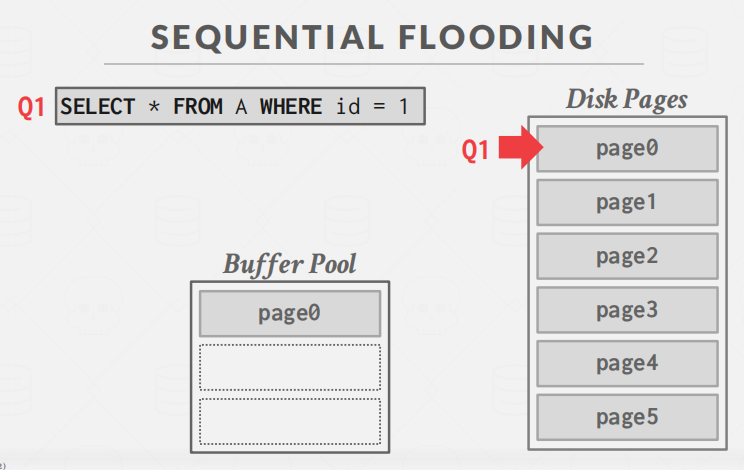 SEQUENTIAL FLOODING
Q1 SELECT * FROM A WHERE id = 1
Disk Pages
Q1
page0
page1
page2
page3
page4
page5
Buffer Pool
page0